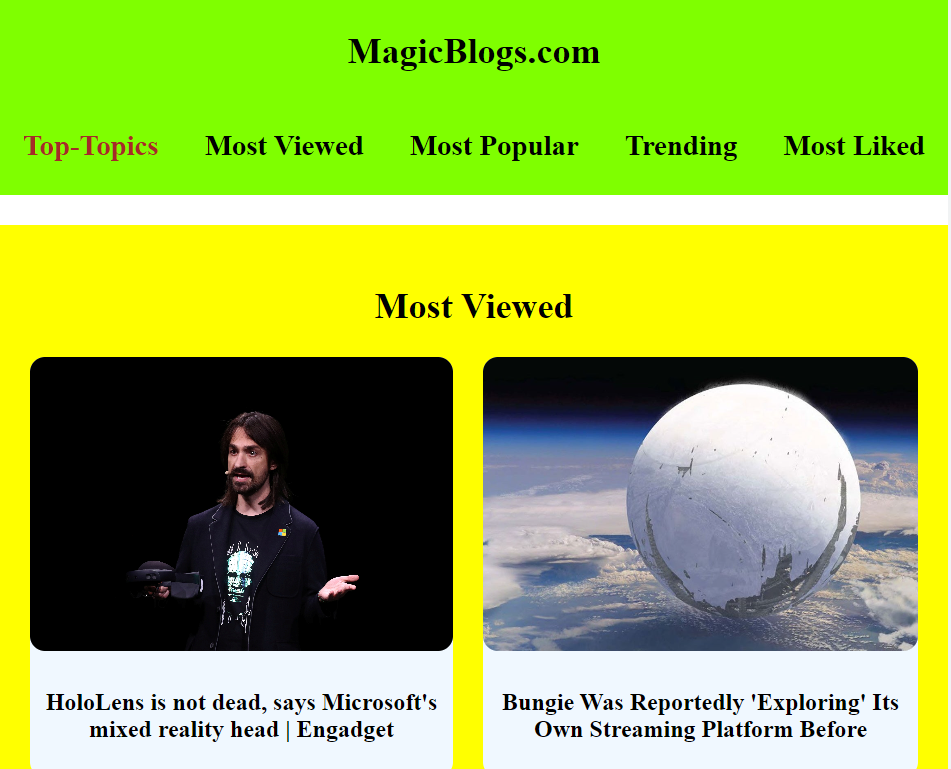 MagicBlogs.com
Top-Topics Most Viewed Most Popular Trending Most Liked
Most Viewed
HoloLens is not dead, says Microsoft's
mixed reality head | Engadget
Bungie Was Reportedly 'Exploring' Its
Own Streaming Platform Before